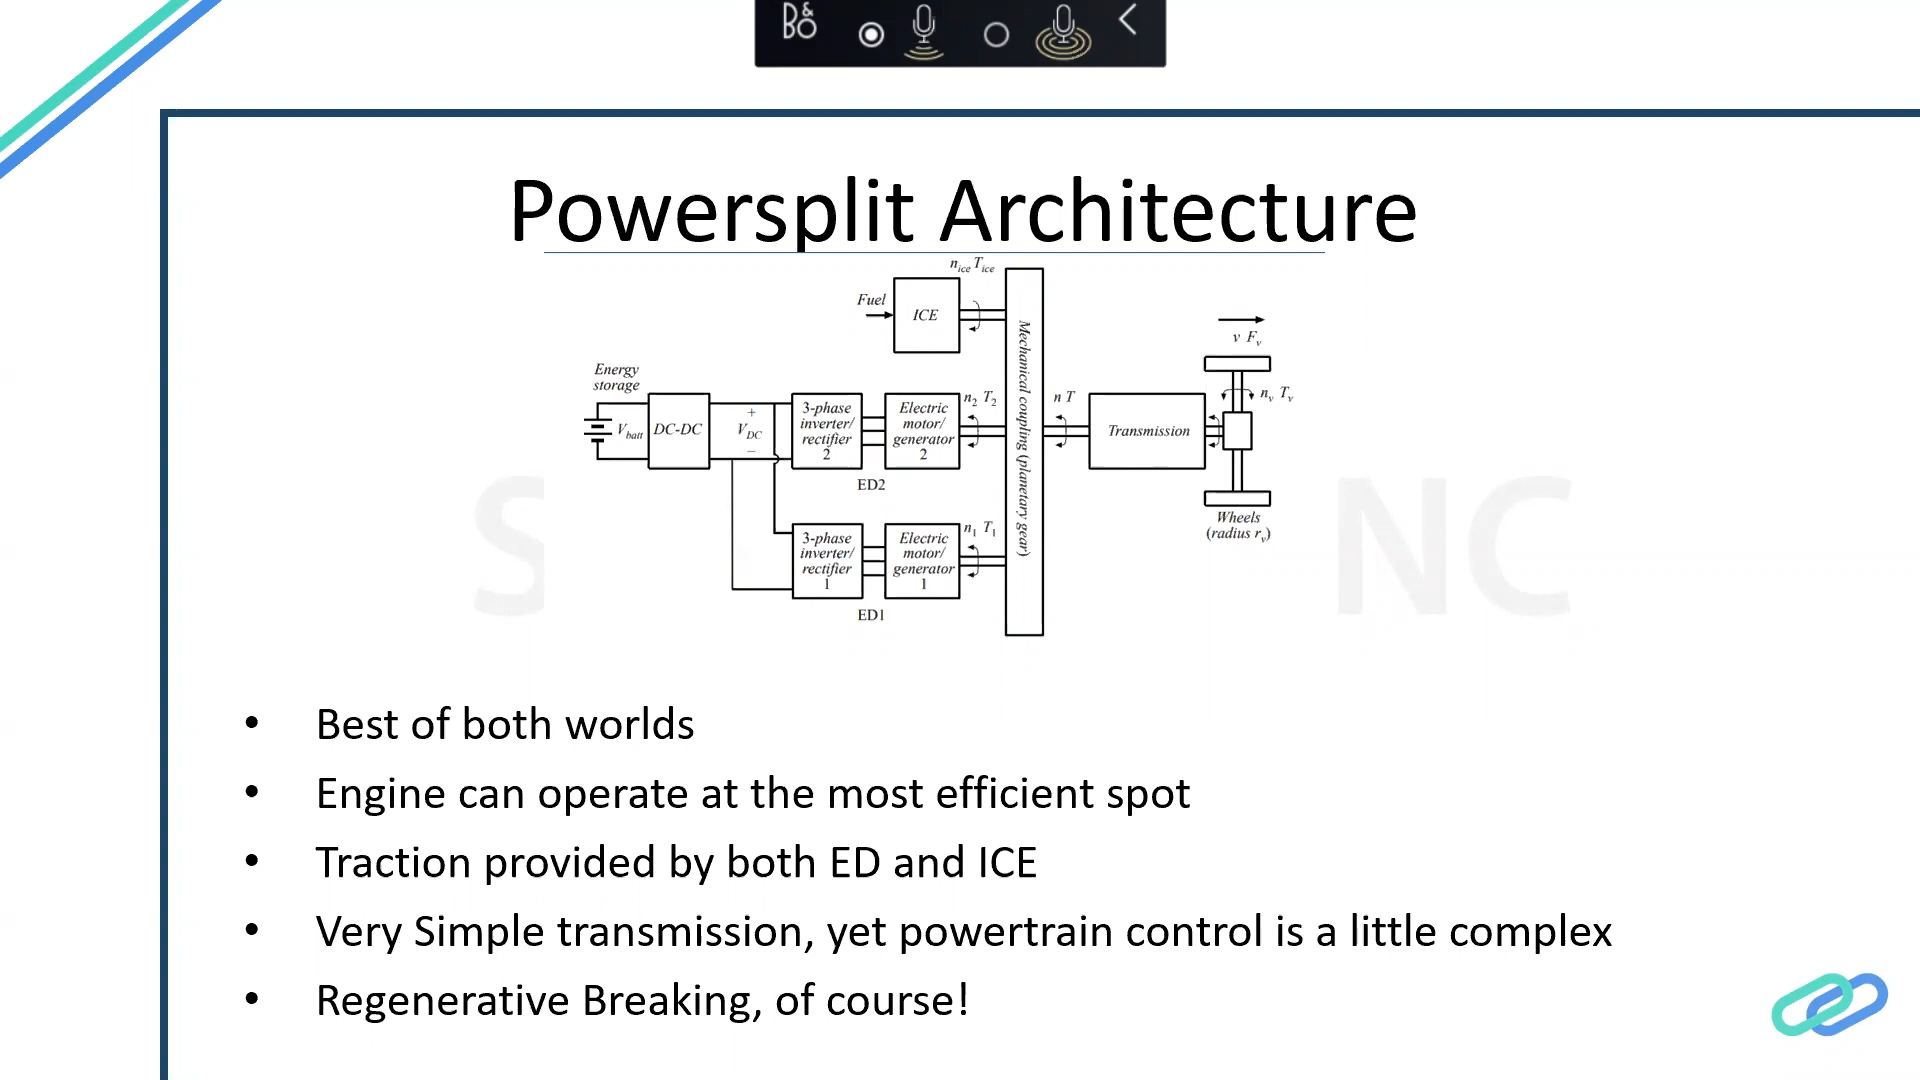 B&O
Powersplit Architecture
n_ice T_ice
Fuel
ICE
v F_v
Energy
storage
V_batt
DC-DC
+
V_DC
−
3-phase
inverter/
rectifier
2
Electric
motor/
generator
2
n_2 T_2
ED2
3-phase
inverter/
rectifier
1
Electric
motor/
generator
1
n_1 T_1
ED1
Mechanical coupling (planetary gear)
n T
Transmission
n_v T_v
Wheels
(radius r_v)
S NC
• Best of both worlds
• Engine can operate at the most efficient spot
• Traction provided by both ED and ICE
• Very Simple transmission, yet powertrain control is a little complex
• Regenerative Breaking, of course!